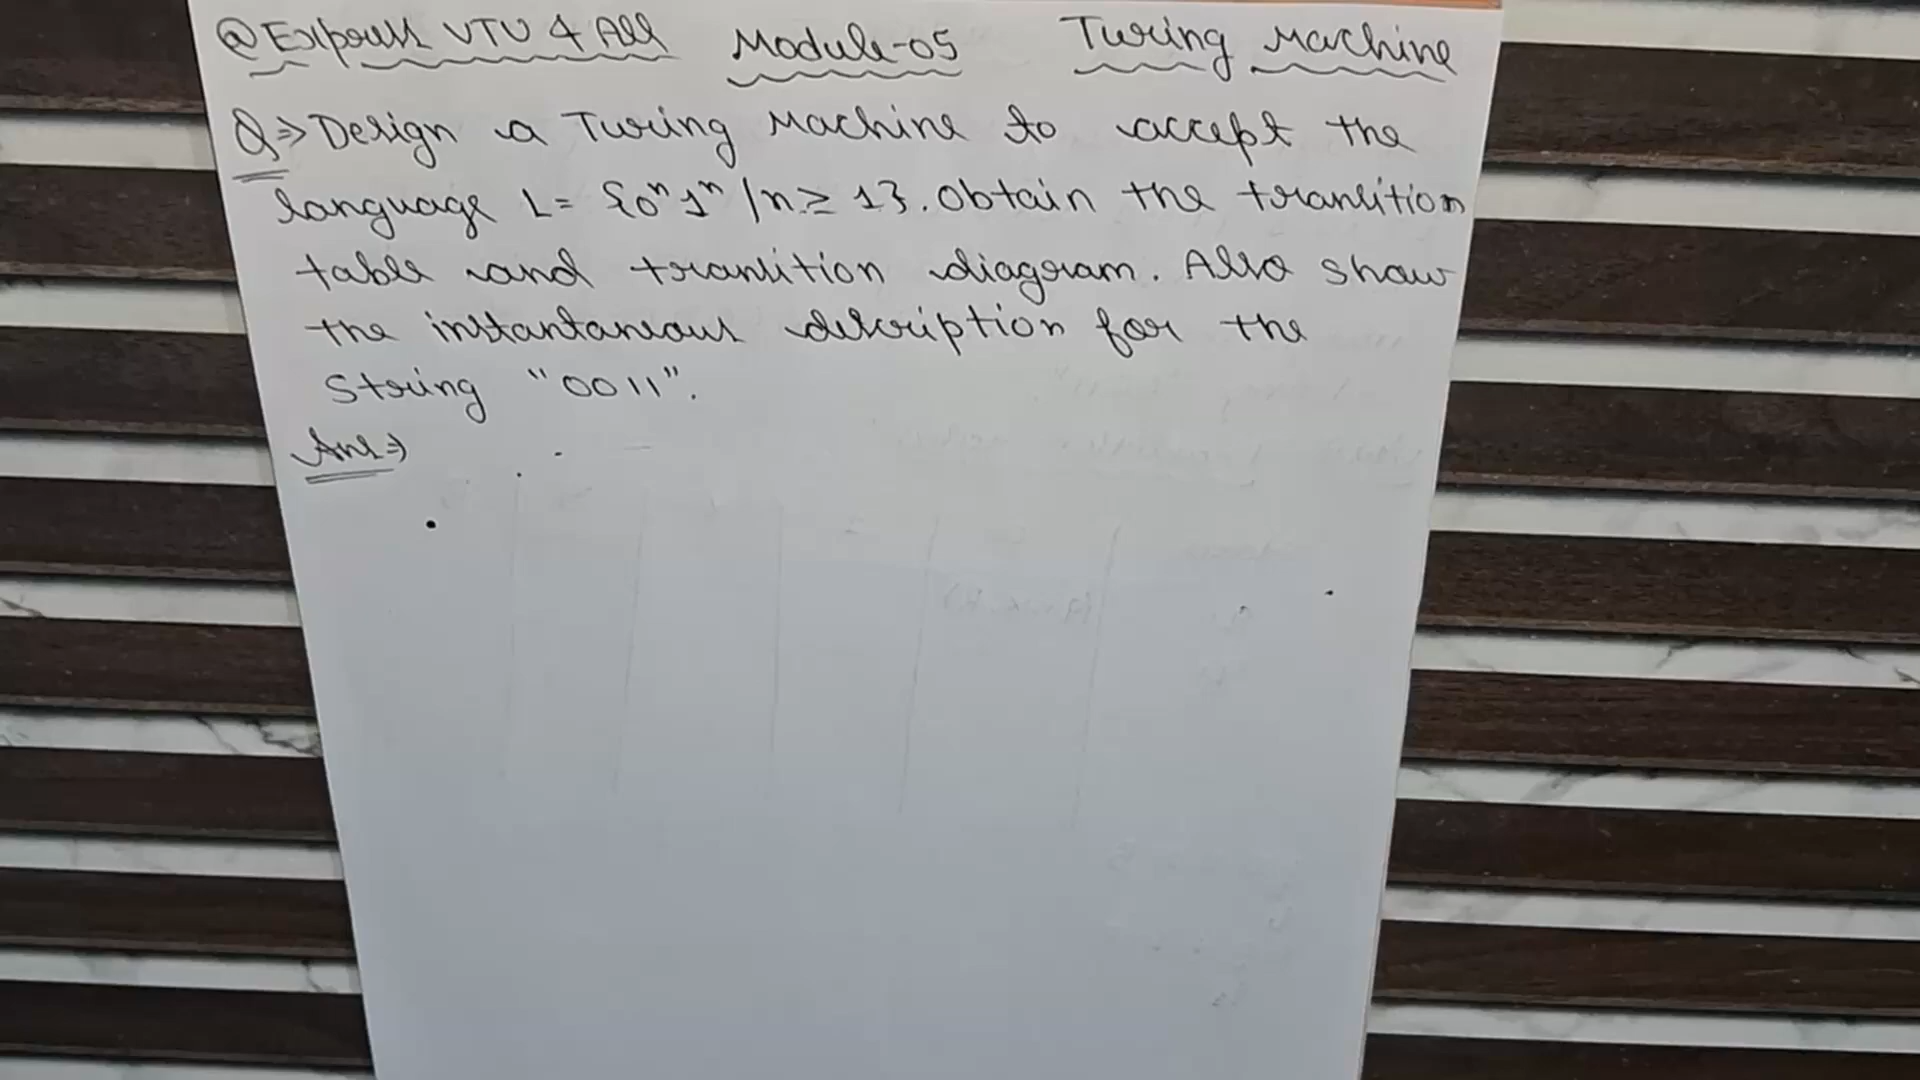 @Express VTU 4 All Module-05 Turing Machine
Q⇒ Design a Turing Machine to accept the
language L= {0ⁿ1ⁿ/n≥1}. Obtain the transition
table and transition diagram. Also show
the instantaneous description for the
String "0011".
Ans⇒